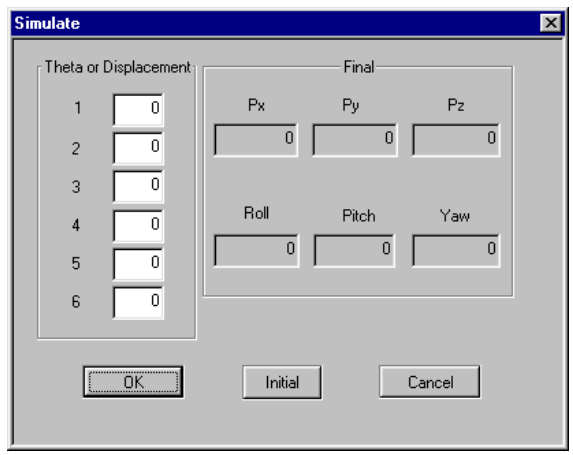 Simulate
Theta or Displacement
1 0
2 0
3 0
4 0
5 0
6 0
Final
Px Py Pz
0 0 0
Roll Pitch Yaw
0 0 0
OK Initial Cancel